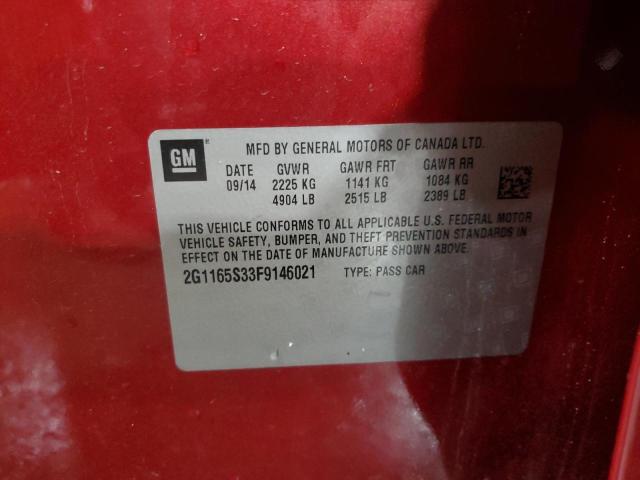 GM ®
MFD BY GENERAL MOTORS OF CANADA LTD.
DATE GVWR GAWR FRT GAWR RR
09/14 2225 KG 1141 KG 1084 KG
4904 LB 2515 LB 2389 LB
THIS VEHICLE CONFORMS TO ALL APPLICABLE U.S. FEDERAL MOTOR
VEHICLE SAFETY, BUMPER, AND THEFT PREVENTION STANDARDS IN
EFFECT ON THE DATE OF MANUFACTURE SHOWN ABOVE.
2G1165S33F9146021 TYPE: PASS CAR